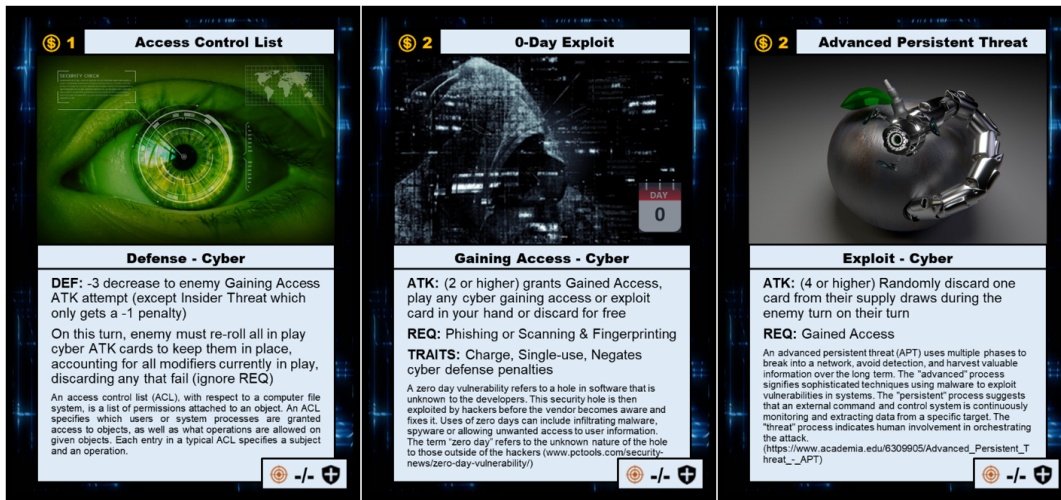 1
Access Control List
SECURITY CHECK
Defense - Cyber
DEF: -3 decrease to enemy Gaining Access
ATK attempt (except Insider Threat which
only gets a -1 penalty)
On this turn, enemy must re-roll all in play
cyber ATK cards to keep them in place,
accounting for all modifiers currently in play,
discarding any that fail (ignore REQ)
An access control list (ACL), with respect to a computer file
system, is a list of permissions attached to an object. An ACL
specifies which users or system processes are granted
access to objects, as well as what operations are allowed on
given objects. Each entry in a typical ACL specifies a subject
and an operation.
-/-
2
0-Day Exploit
DAY
0
Gaining Access - Cyber
ATK: (2 or higher) grants Gained Access,
play any cyber gaining access or exploit
card in your hand or discard for free
REQ: Phishing or Scanning & Fingerprinting
TRAITS: Charge, Single-use, Negates
cyber defense penalties
A zero day vulnerability refers to a hole in software that is
unknown to the developers. This security hole is then
exploited by hackers before the vendor becomes aware and
fixes it. Uses of zero days can include infiltrating malware,
spyware or allowing unwanted access to user information.
The term "zero day" refers to the unknown nature of the hole
to those outside of the hackers (www.pctools.com/security-
news/zero-day-vulnerability/)
-/-
2
Advanced Persistent Threat
Exploit - Cyber
ATK: (4 or higher) Randomly discard one
card from their supply draws during the
enemy turn on their turn
REQ: Gained Access
An advanced persistent threat (APT) uses multiple phases to
break into a network, avoid detection, and harvest valuable
information over the long term. The "advanced" process
signifies sophisticated techniques using malware to exploit
vulnerabilities in systems. The "persistent" process suggests
that an external command and control system is continuously
monitoring and extracting data from a specific target. The
"threat" process indicates human involvement in orchestrating
the attack.
(https://www.academia.edu/6309905/Advanced_Persistent_T
hreat_-_APT)
-/-